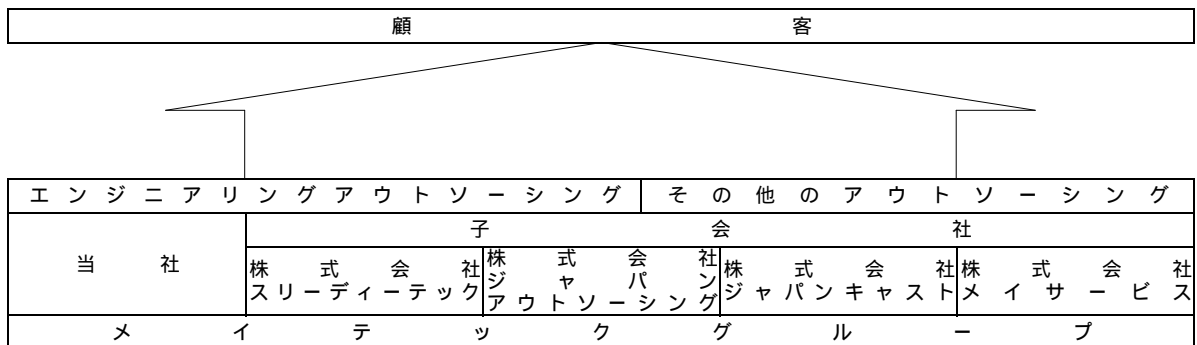 顧客
エンジニアリングアウトソーシング その他のアウトソーシング
当社
子会社
株式会社
スリーディーテック
株式会社
ジャパン
アウトソーシング
株式会社
ジャパンキャスト
株式会社
メイサービス
メイテックグループ